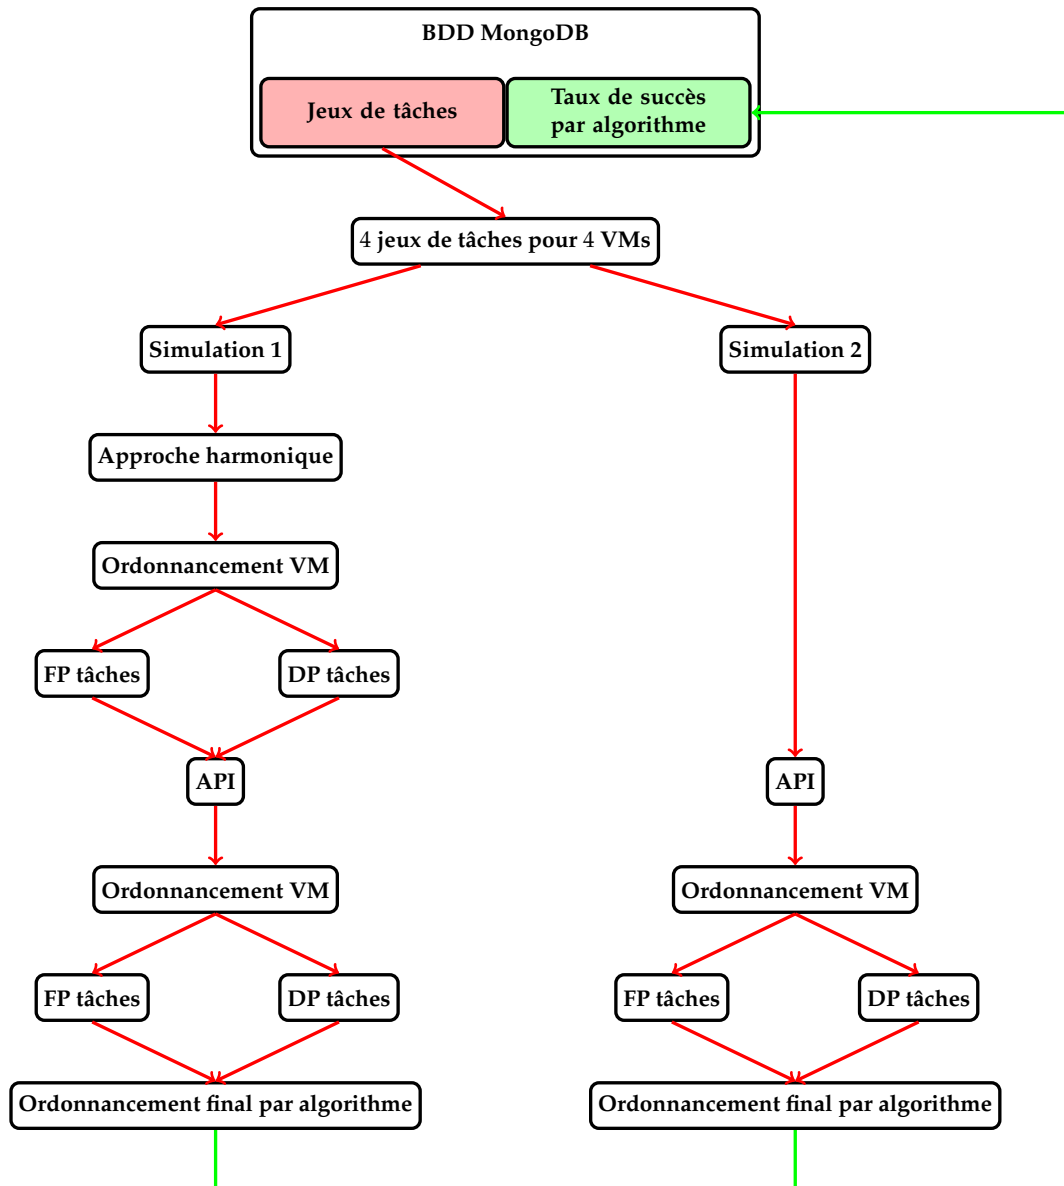 BDD MongoDB
Jeux de tâches
Taux de succès
par algorithme
4 jeux de tâches pour 4 VMs
Simulation 1
Simulation 2
Approche harmonique
Ordonnancement VM
FP tâches
DP tâches
API
API
Ordonnancement VM
Ordonnancement VM
FP tâches
DP tâches
FP tâches
DP tâches
Ordonnancement final par algorithme
Ordonnancement final par algorithme